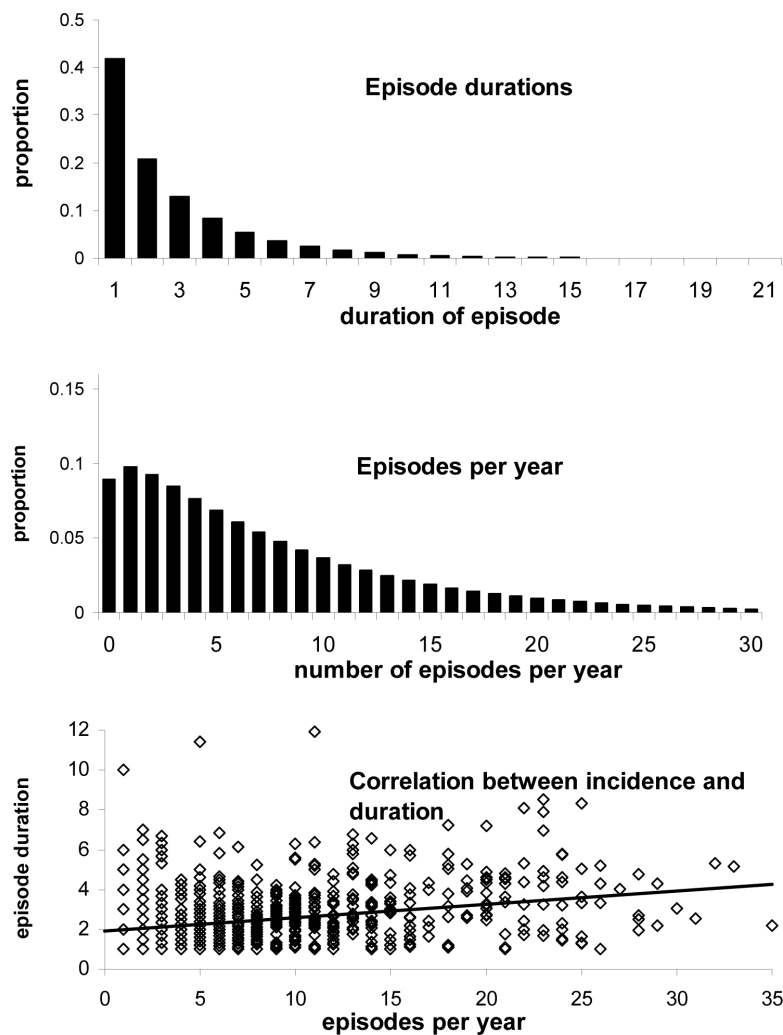 0.5
0.4
0.3
0.2
0.1
0
proportion
Episode durations
1 3 5 7 9 11 13 15 17 19 21
duration of episode
0.15
0.1
0.05
0
proportion
Episodes per year
0 5 10 15 20 25 30
number of episodes per year
12
10
8
6
4
2
0
episode duration
Correlation between incidence and
duration
0 5 10 15 20 25 30 35
episodes per year